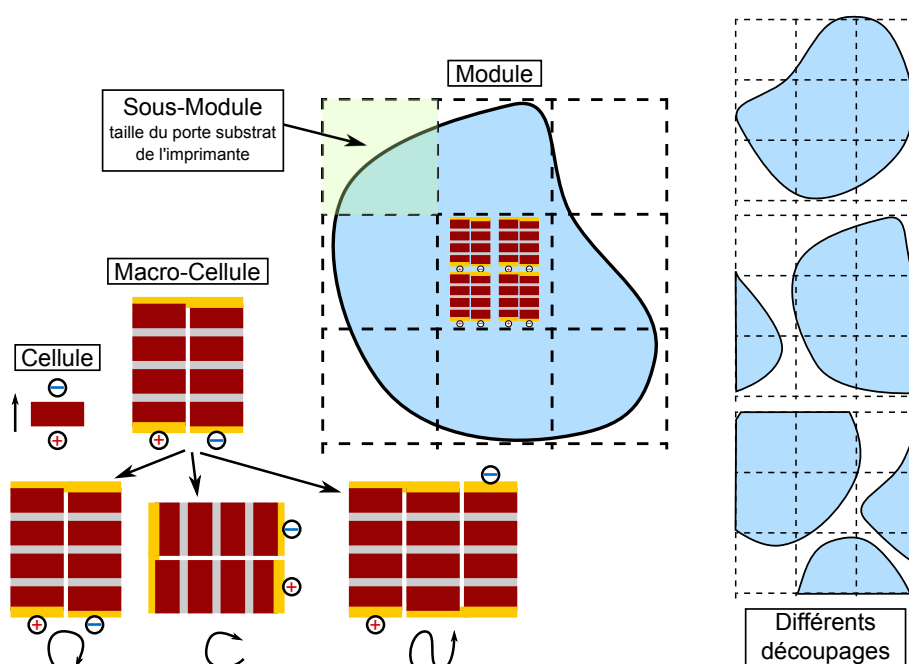 Module
Sous-Module
taille du porte substrat
de l'imprimante
Macro-Cellule
Cellule
Différents
découpages